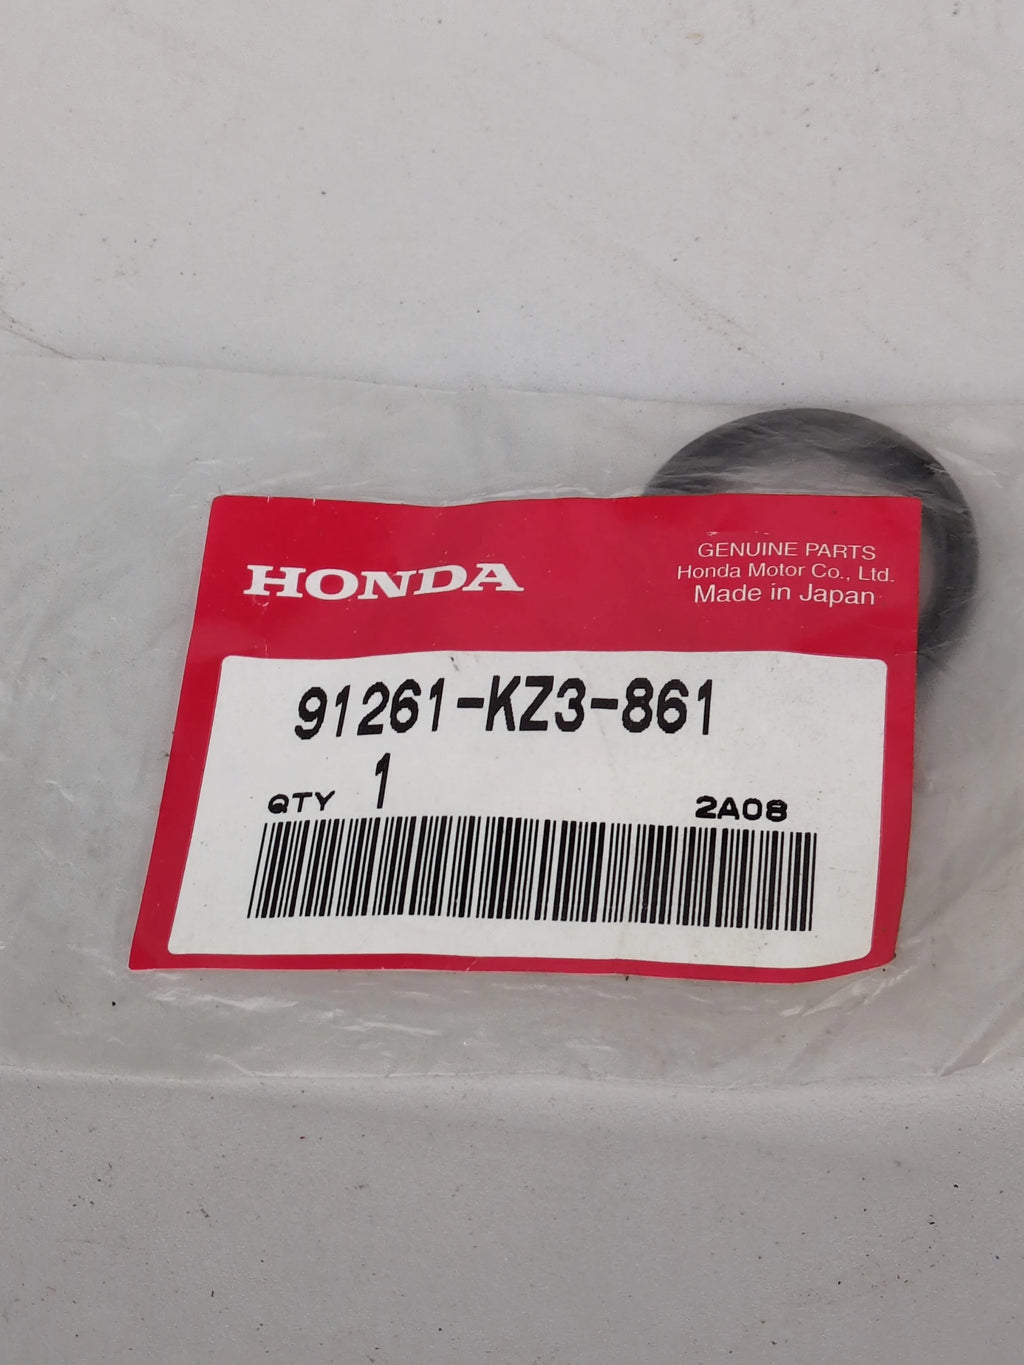 HONDA
GENUINE PARTS
Honda Motor Co., Ltd.
Made in Japan
91261-KZ3-861
QTY 1
2A08